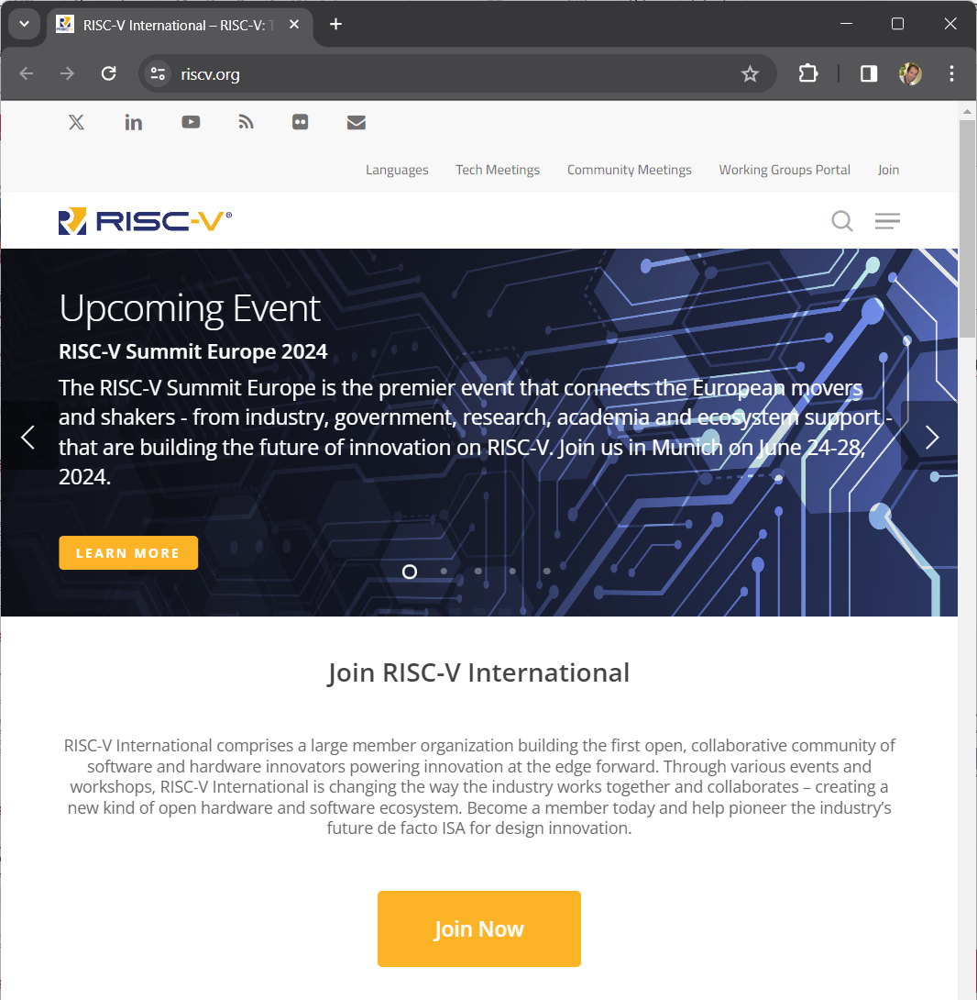 RISC-V International – RISC-V: T
riscv.org
Languages Tech Meetings Community Meetings Working Groups Portal Join
RISC-V®
Upcoming Event
RISC-V Summit Europe 2024
The RISC-V Summit Europe is the premier event that connects the European movers
and shakers - from industry, government, research, academia and ecosystem support -
that are building the future of innovation on RISC-V. Join us in Munich on June 24-28,
2024.
LEARN MORE
Join RISC-V International
RISC-V International comprises a large member organization building the first open, collaborative community of
software and hardware innovators powering innovation at the edge forward. Through various events and
workshops, RISC-V International is changing the way the industry works together and collaborates – creating a
new kind of open hardware and software ecosystem. Become a member today and help pioneer the industry’s
future de facto ISA for design innovation.
Join Now